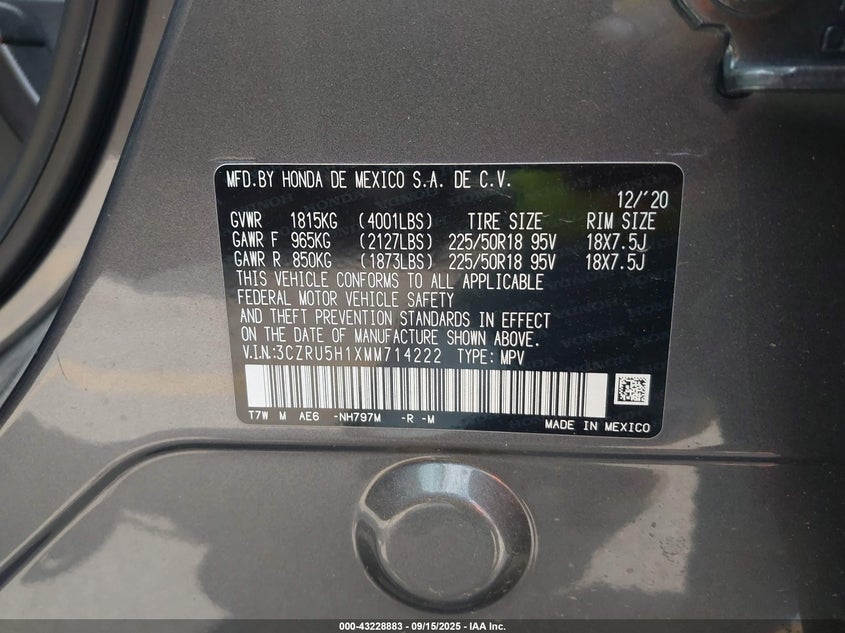 MFD.BY HONDA DE MEXICO S.A. DE C.V.
12/'20
GVWR 1815KG (4001LBS) TIRE SIZE RIM SIZE
GAWR F 965KG (2127LBS) 225/50R18 95V 18X7.5J
GAWR R 850KG (1873LBS) 225/50R18 95V 18X7.5J
THIS VEHICLE CONFORMS TO ALL APPLICABLE
FEDERAL MOTOR VEHICLE SAFETY
AND THEFT PREVENTION STANDARDS IN EFFECT
ON THE DATE OF MANUFACTURE SHOWN ABOVE.
V.I.N:3CZRU5H1XMM714222 TYPE: MPV
T7W M AE6 -NH797M -R -M
MADE IN MEXICO
000-43228883 - 09/15/2025 - IAA Inc.